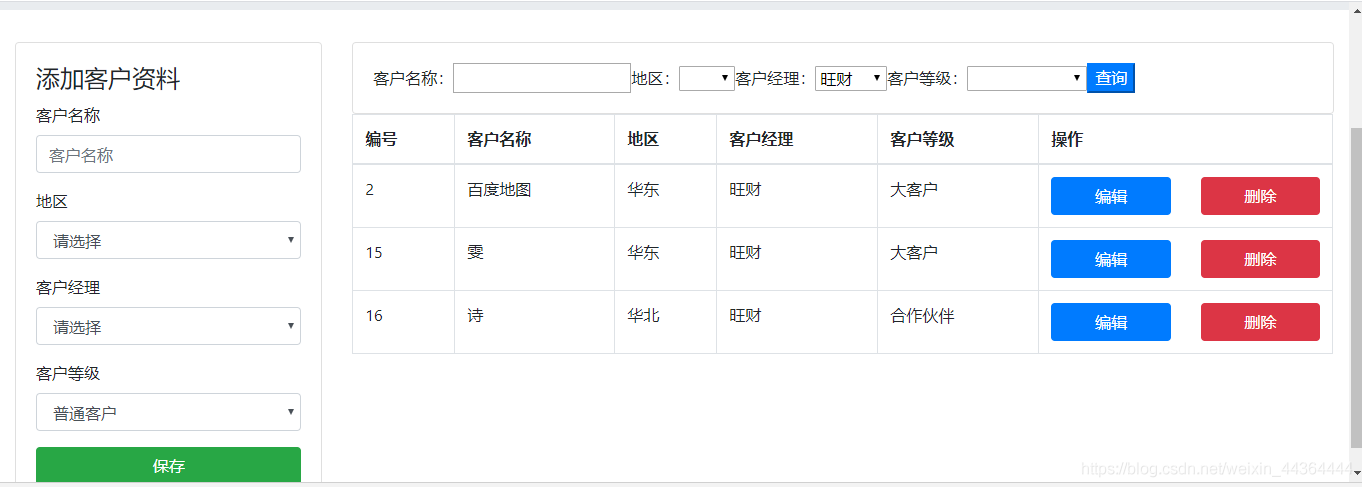 添加客户资料
客户名称
客户名称
地区
请选择
客户经理
请选择
客户等级
普通客户
保存
客户名称： 地区： 客户经理： 旺财 客户等级： 查询
编号 客户名称 地区 客户经理 客户等级 操作
2 百度地图 华东 旺财 大客户 编辑 删除
15 雯 华东 旺财 大客户 编辑 删除
16 诗 华北 旺财 合作伙伴 编辑 删除
https://blog.csdn.net/weixin_44364444